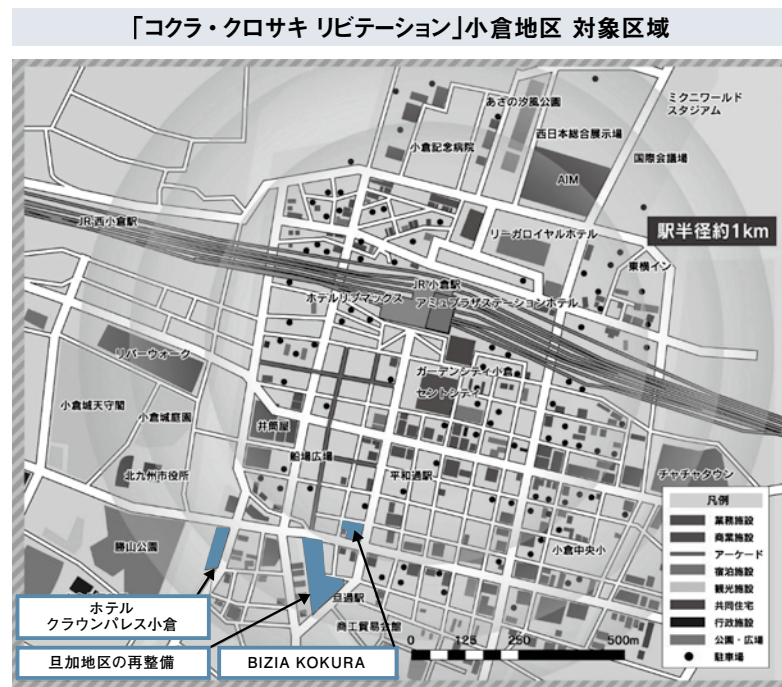 「コクラ・クロサキ リビテーション」小倉地区 対象区域
ミクニワールド
スタジアム
あさの汐風公園
西日本総合展示場
小倉記念病院
国際会議場
AIM
JR 西小倉駅
リーガロイヤルホテル
駅半径約1km
東横イン
JR 小倉駅
ホテルリブマックス
アミュプラザステーションホテル
リバーウォーク
ガーデンシティ小倉
セントシティ
小倉城天守閣
小倉城庭園
井筒屋
船場広場
平和通駅
チャチャタウン
北九州市役所
凡例
業務施設
商業施設
アーケード
宿泊施設
観光施設
共同住宅
行政施設
公園・広場
駐車場
勝山公園
小倉中央小
ホテル
クラウンパレス小倉
旦過駅
商工貿易会館
旦加地区の再整備
BIZIA KOKURA
0 125 250 500m